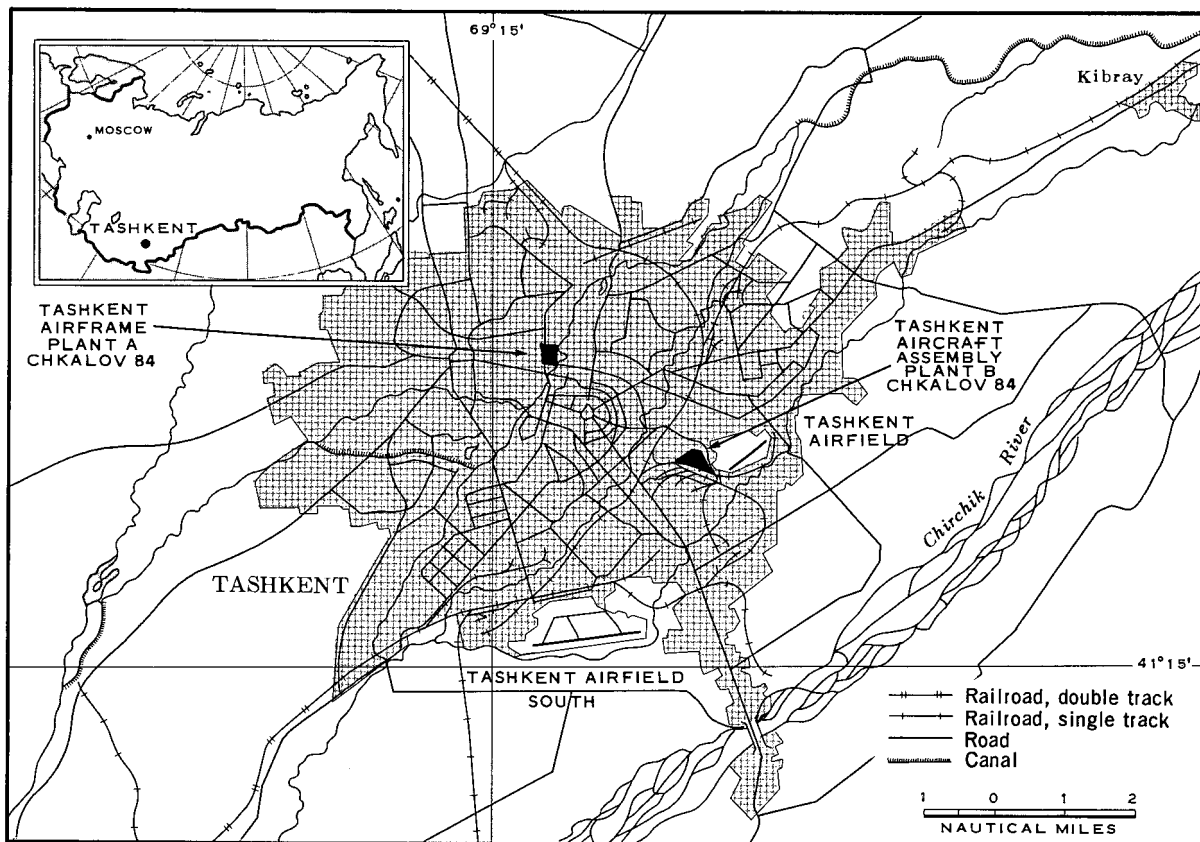 69°15'
MOSCOW
TASHKENT
Kibray
TASHKENT
AIRFRAME
PLANT A
CHKALOV 84
TASHKENT
AIRCRAFT
ASSEMBLY
PLANT B
CHKALOV 84
TASHKENT
AIRFIELD
Chirchik River
TASHKENT
41°15'
TASHKENT AIRFIELD
SOUTH
Railroad, double track
Railroad, single track
Road
Canal
1 0 1 2
NAUTICAL MILES